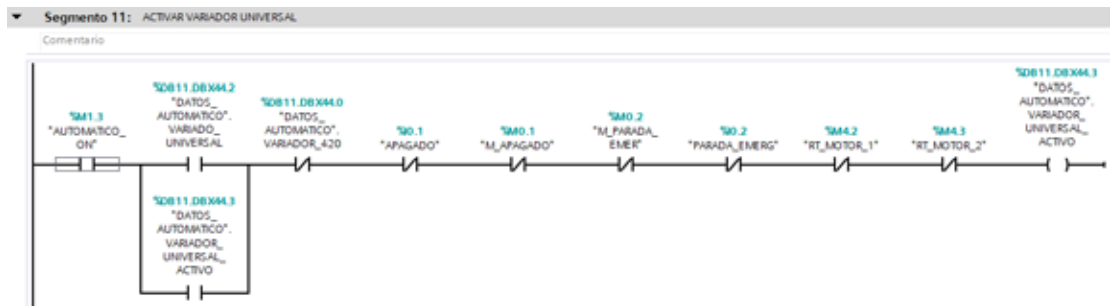 Segmento 11: ACTIVAR VARIADOR UNIVERSAL
Comentario
%M1.3
"AUTOMATICO_
ON"
%DB11.DBX44.2
"DATOS_
AUTOMATICO".
VARIADO_
UNIVERSAL
%DB11.DBX44.0
"DATOS_
AUTOMATICO".
VARIADOR_420
%I0.1
"APAGADO"
%M0.1
"M_APAGADO"
%M0.2
"M_PARADA_
EMER"
%I0.2
"PARADA_EMERG"
%M4.2
"RT_MOTOR_1"
%M4.3
"RT_MOTOR_2"
%DB11.DBX44.3
"DATOS_
AUTOMATICO".
VARIADOR_
UNIVERSAL_
ACTIVO
%DB11.DBX44.3
"DATOS_
AUTOMATICO".
VARIADOR_
UNIVERSAL_
ACTIVO